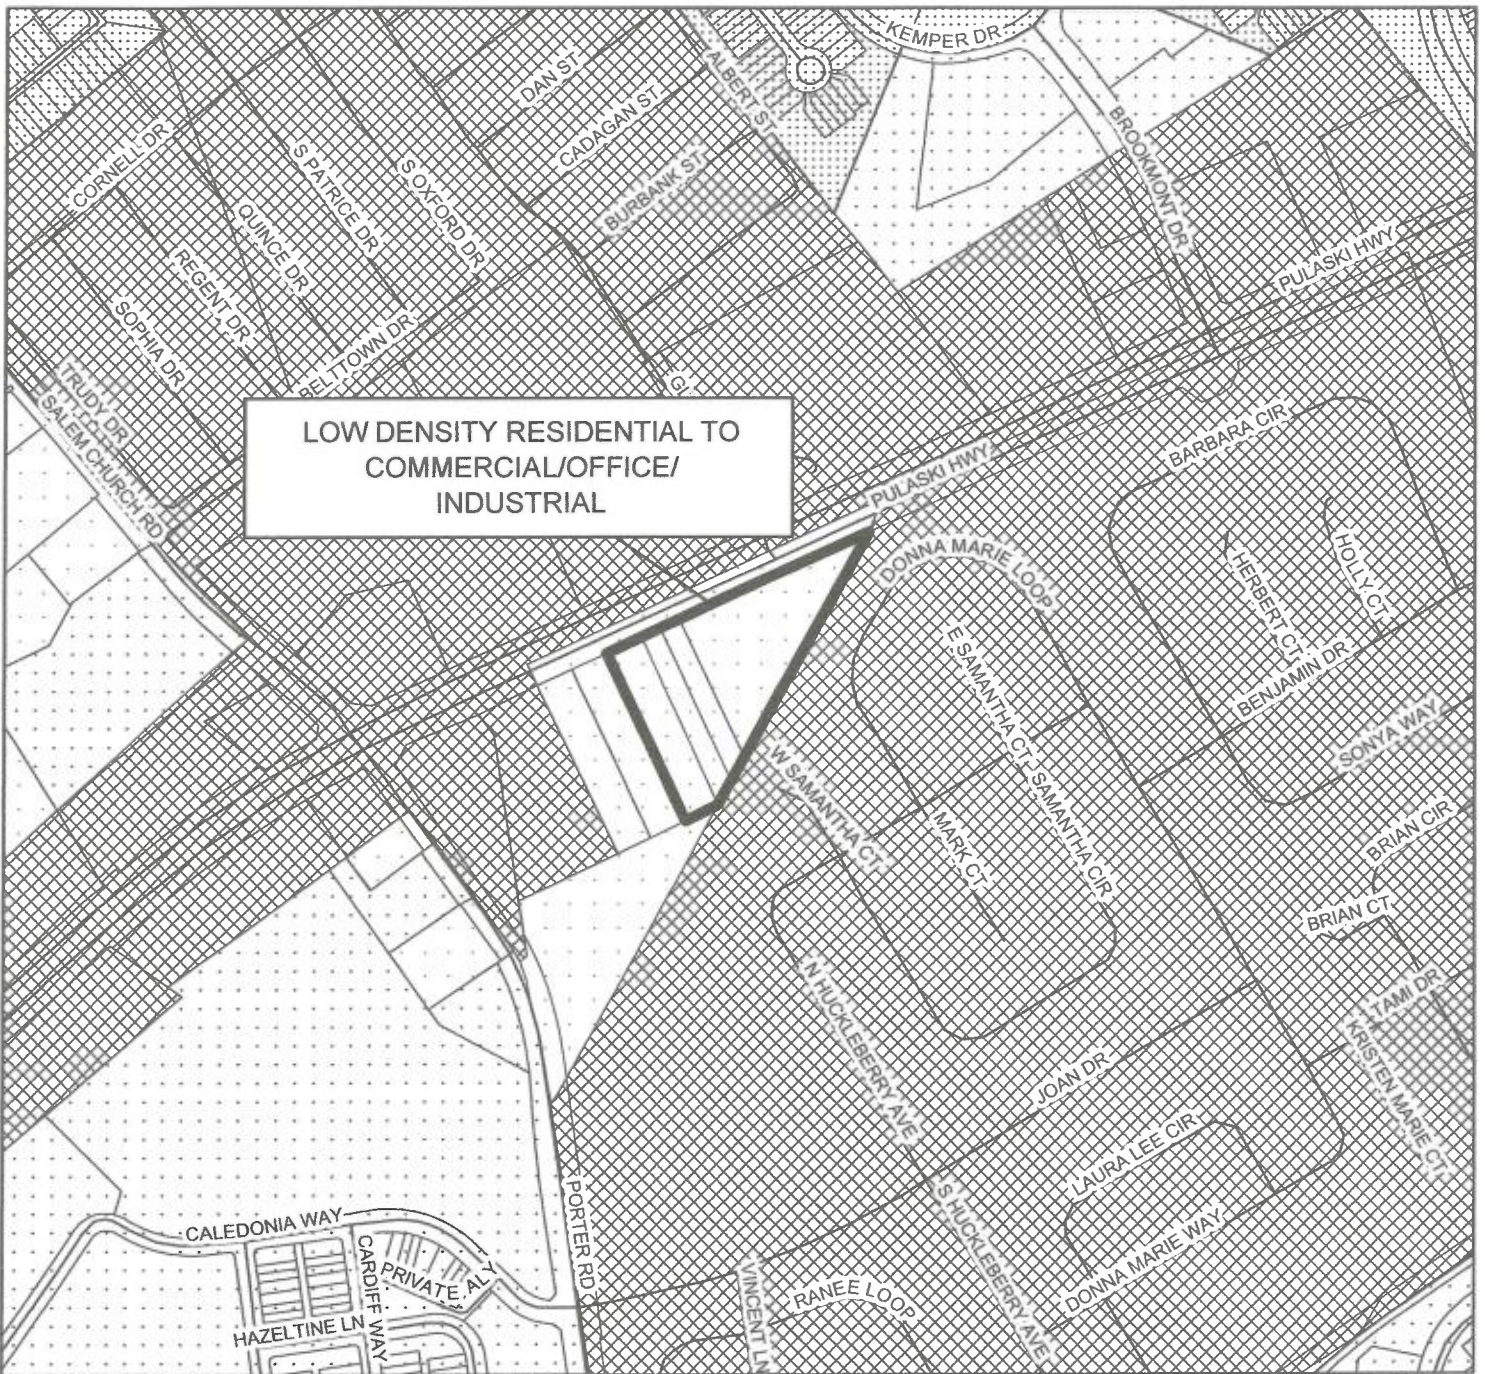 KEMPER DR
DAN ST
CADAGAN ST
ALBERT ST
BURBANK ST
BROOKMONT DR
PULASKI HWY
CORNELL DR
S PATRICE DR
S OXFORD DR
QUINCE DR
REGENT DR
SOPHIA DR
BELLTOWN DR
TRUDY DR
SALEM CHURCH RD
LOW DENSITY RESIDENTIAL TO
COMMERCIAL/OFFICE/
INDUSTRIAL
PULASKI HWY
BARBARA CIR
DONNA MARIE LOOP
HERBERT CT
HOLLY CT
E SAMANTHA CT
BENJAMIN DR
SONYA WAY
W SAMANTHA CT
SAMANTHA CIR
MARK CT
BRIAN CIR
BRIAN CT
TAMI DR
KRISTEN MARIE CT
N HUCKLEBERRY AVE
JOAN DR
LAURA LEE CIR
S HUCKLEBERRY AVE
DONNA MARIE WAY
PORTER RD
CALEDONIA WAY
CARDIFF WAY
PRIVATE ALY
HAZELTINE LN
VINCENT LN
RANEE LOOP